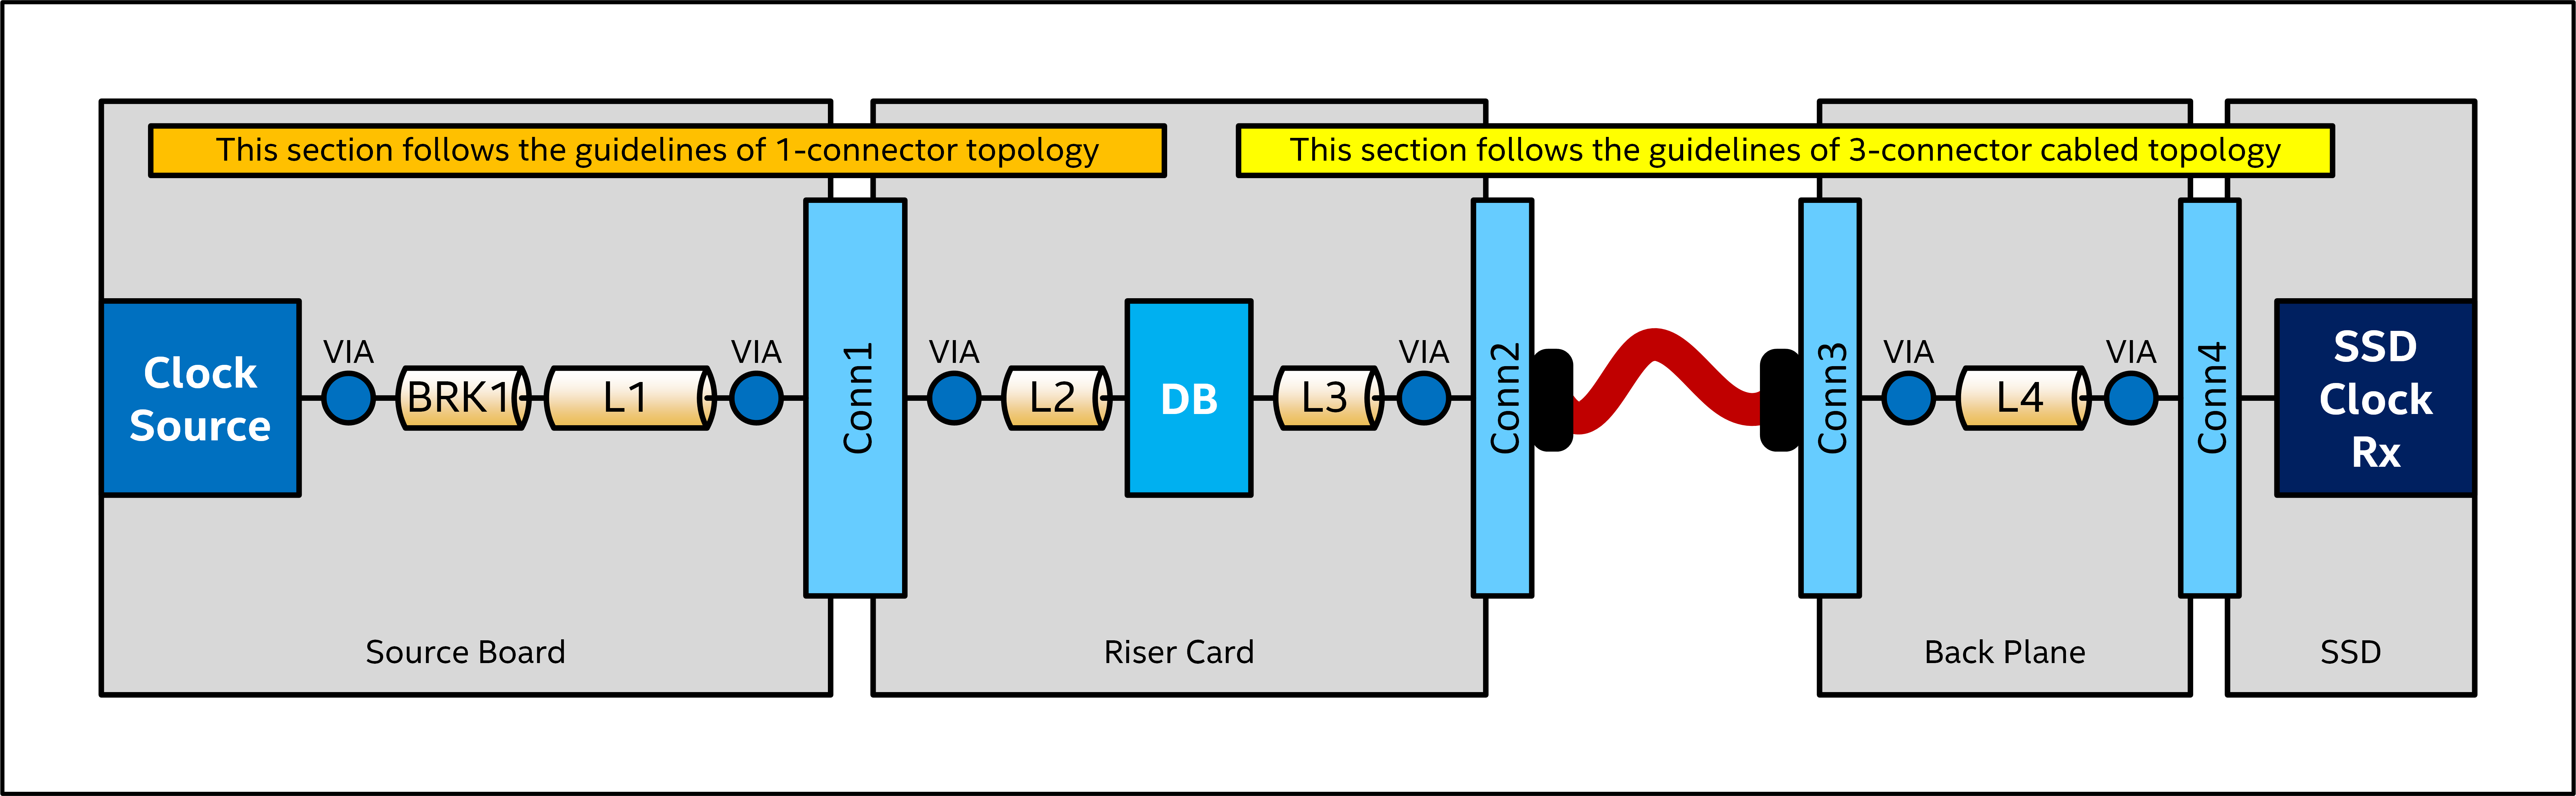 This section follows the guidelines of 1-connector topology
This section follows the guidelines of 3-connector cabled topology
Clock
Source
VIA
BRK1
L1
VIA
Conn1
VIA
L2
DB
L3
VIA
Conn2
Conn3
VIA
L4
VIA
Conn4
SSD
Clock
Rx
Source Board
Riser Card
Back Plane
SSD